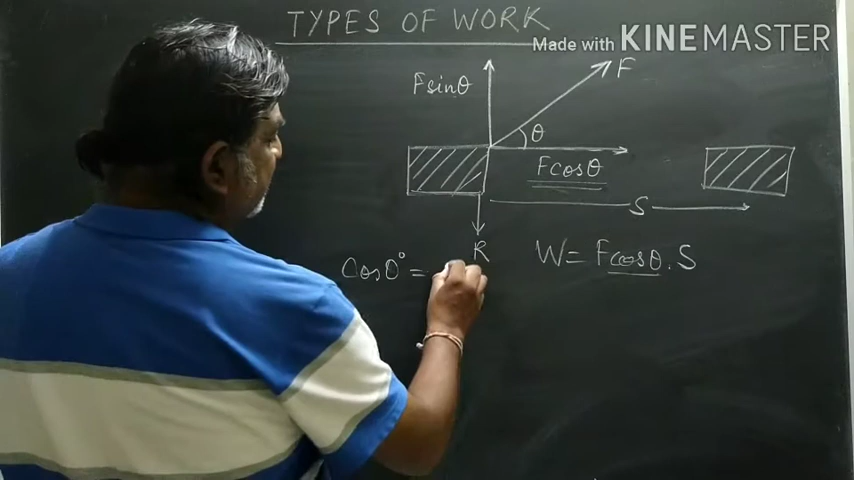 TYPES OF WORK
Made with KINEMASTER
Fsinθ
F
θ
Fcosθ
S
R
W = Fcosθ . S
Cos0° =